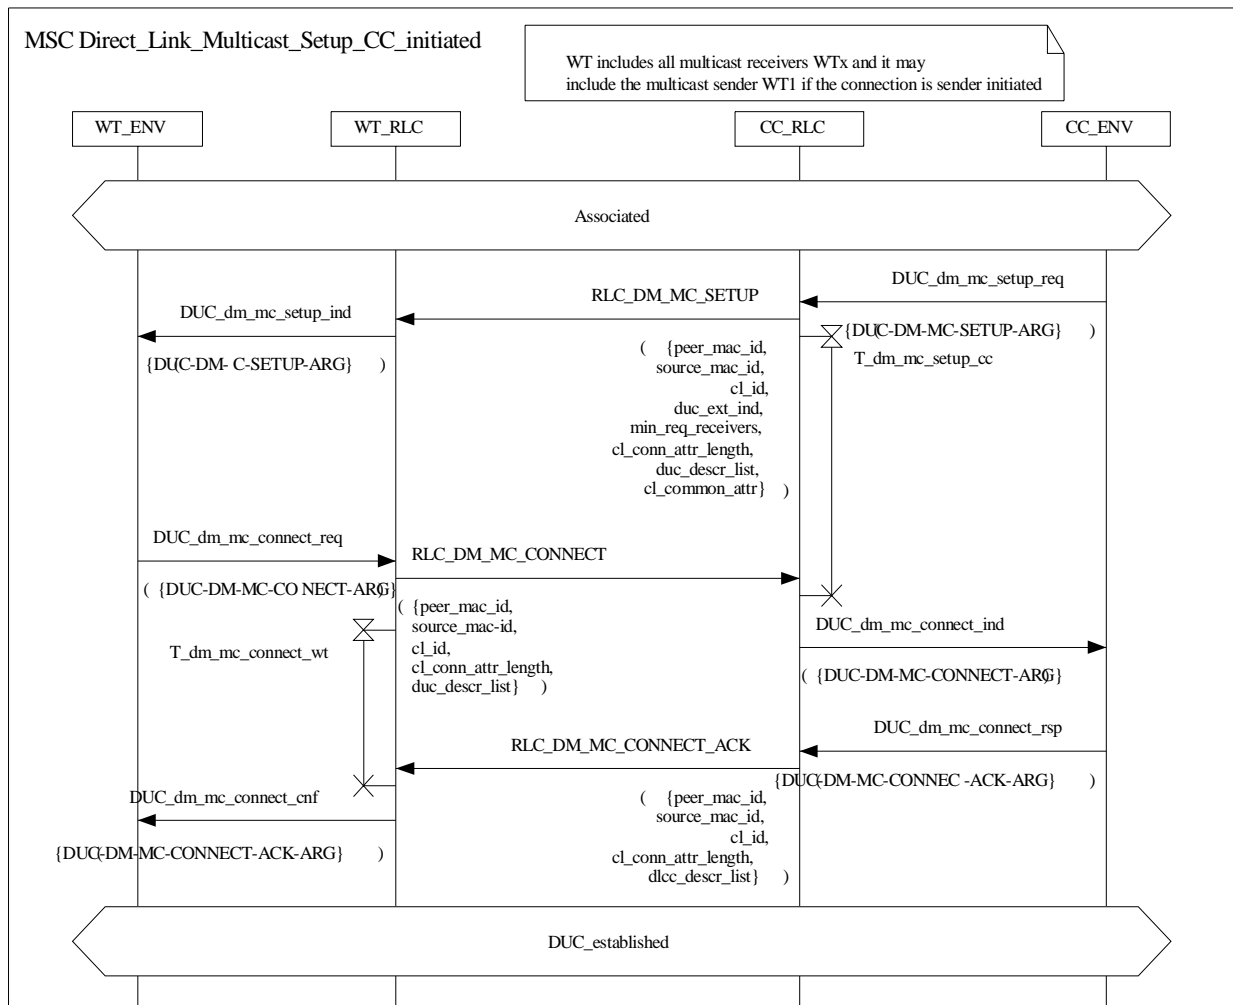 MSC Direct_Link_Multicast_Setup_CC_initiated
WT includes all multicast receivers WTx and it may
include the multicast sender WT1 if the connection is sender initiated
WT_ENV
WT_RLC
CC_RLC
CC_ENV
Associated
DUC_dm_mc_setup_req
RLC_DM_MC_SETUP
DUC_dm_mc_setup_ind
{DU(C-DM-MC-SETUP-ARG} )
{DU(C-DM- C-SETUP-ARG} )
T_dm_mc_setup_cc
( {peer_mac_id,
source_mac_id,
cl_id,
duc_ext_ind,
min_req_receivers,
cl_conn_attr_length,
duc_descr_list,
cl_common_attr} )
DUC_dm_mc_connect_req
RLC_DM_MC_CONNECT
( {DUC-DM-MC-CO NECT-ARG)}
( {peer_mac_id,
source_mac-id,
cl_id,
cl_conn_attr_length,
duc_descr_list} )
T_dm_mc_connect_wt
DUC_dm_mc_connect_ind
( {DUC-DM-MC-CONNECT-ARG)}
DUC_dm_mc_connect_rsp
RLC_DM_MC_CONNECT_ACK
{DUC(-DM-MC-CONNEC -ACK-ARG} )
DUC_dm_mc_connect_cnf
( {peer_mac_id,
source_mac_id,
cl_id,
cl_conn_attr_length,
dlcc_descr_list} )
{DUC(-DM-MC-CONNECT-ACK-ARG} )
DUC_established